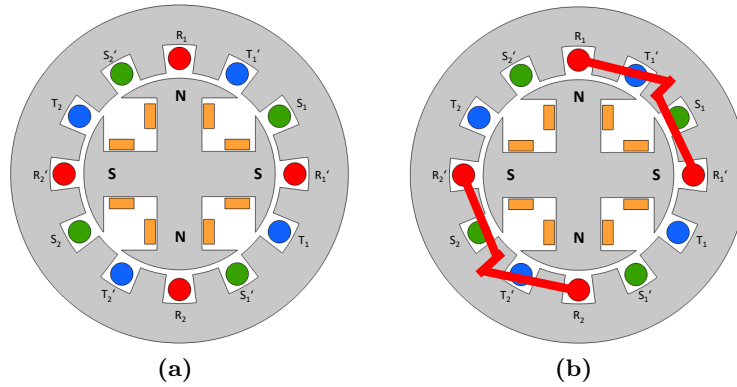 R₁
S₂′
T₁′
N
T₂
S₁
R₂′
S
S
R₁′
S₂
N
T₁
T₂′
S₁′
R₂
(a)
R₁
S₂′
T₁′
N
T₂
S₁
R₂′
S
S
R₁′
S₂
N
T₁
T₂′
S₁′
R₂
(b)